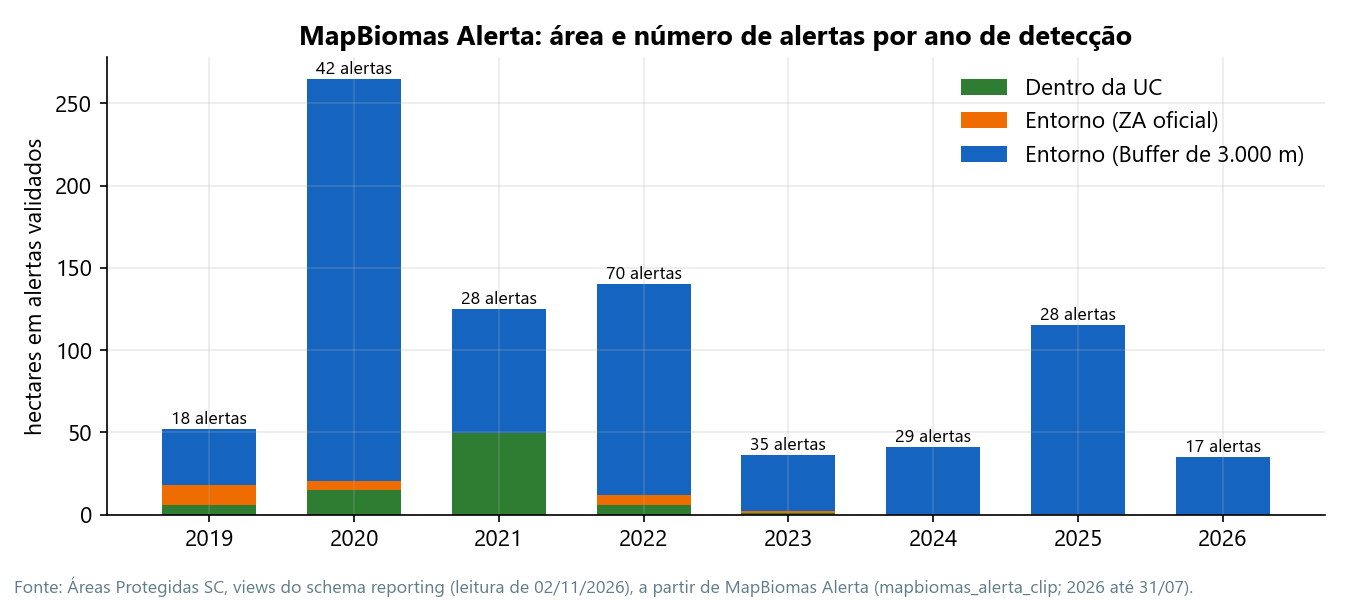 MapBiomas Alerta: área e número de alertas por ano de detecção
hectares em alertas validados
250
200
150
100
50
0
Dentro da UC
Entorno (ZA oficial)
Entorno (Buffer de 3.000 m)
18 alertas
42 alertas
28 alertas
70 alertas
35 alertas
29 alertas
28 alertas
17 alertas
2019
2020
2021
2022
2023
2024
2025
2026
Fonte: Áreas Protegidas SC, views do schema reporting (leitura de 02/11/2026), a partir de MapBiomas Alerta (mapbiomas_alerta_clip; 2026 até 31/07).